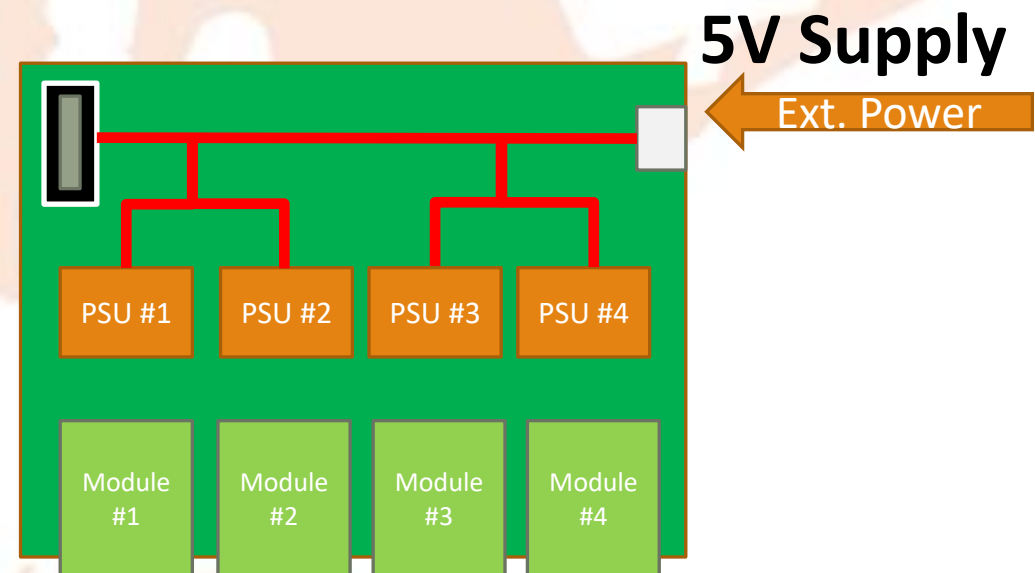 5V Supply
Ext. Power
PSU #1
PSU #2
PSU #3
PSU #4
Module
#1
Module
#2
Module
#3
Module
#4